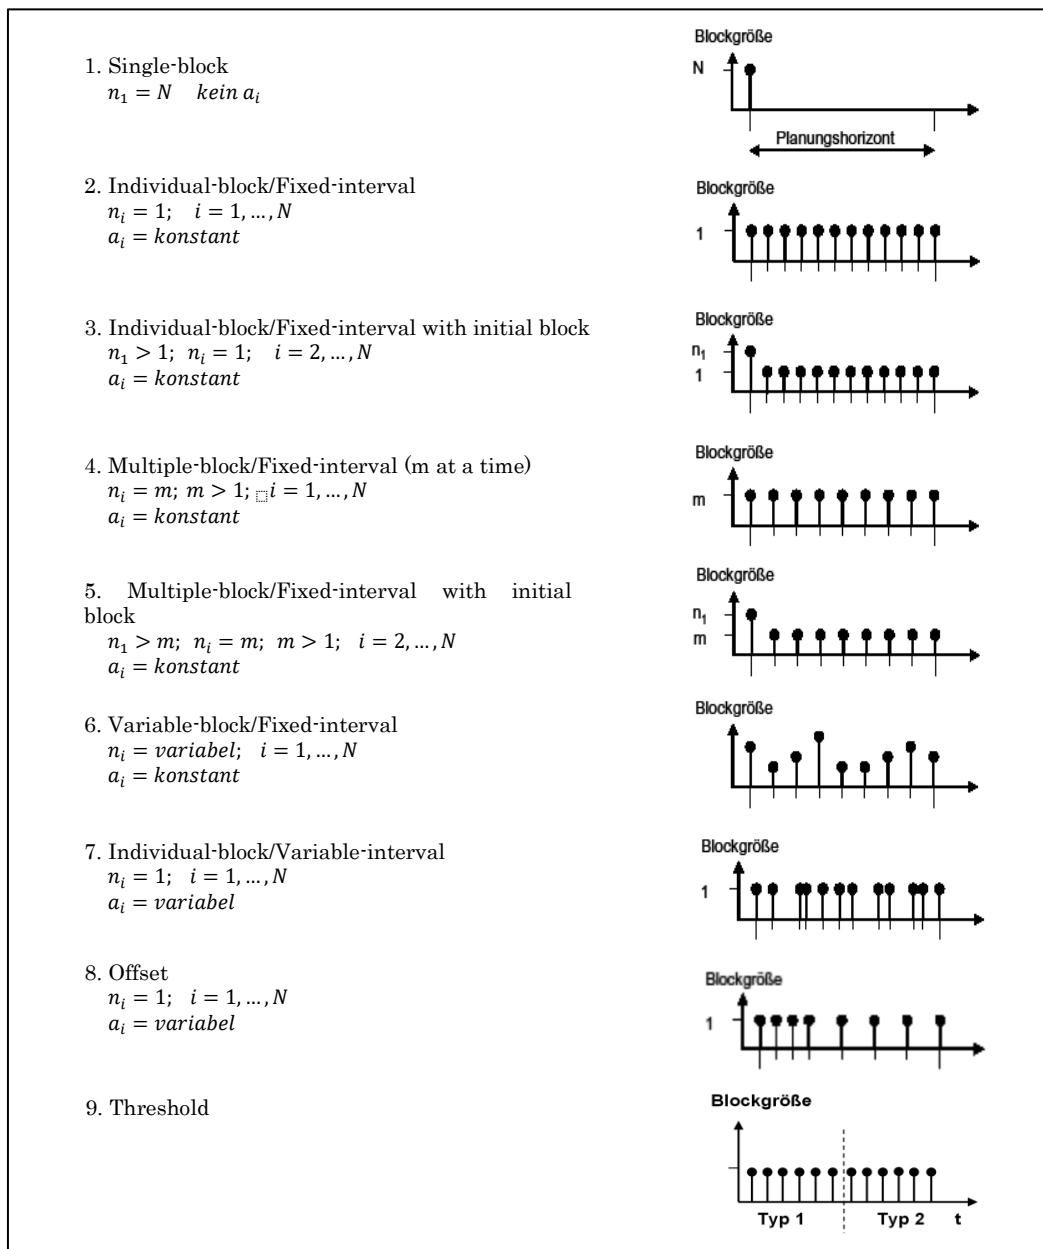 1. Single-block
n₁ = N kein aᵢ
Blockgröße
N
Planungshorizont
2. Individual-block/Fixed-interval
nᵢ = 1; i = 1, ..., N
aᵢ = konstant
Blockgröße
1
3. Individual-block/Fixed-interval with initial block
n₁ > 1; nᵢ = 1; i = 2, ..., N
aᵢ = konstant
Blockgröße
n₁
1
4. Multiple-block/Fixed-interval (m at a time)
nᵢ = m; m > 1; i = 1, ..., N
aᵢ = konstant
Blockgröße
m
5. Multiple-block/Fixed-interval with initial
block
n₁ > m; nᵢ = m; m > 1; i = 2, ..., N
aᵢ = konstant
Blockgröße
n₁
m
6. Variable-block/Fixed-interval
nᵢ = variabel; i = 1, ..., N
aᵢ = konstant
Blockgröße
7. Individual-block/Variable-interval
nᵢ = 1; i = 1, ..., N
aᵢ = variabel
Blockgröße
1
8. Offset
nᵢ = 1; i = 1, ..., N
aᵢ = variabel
Blockgröße
1
9. Threshold
Blockgröße
Typ 1 Typ 2 t